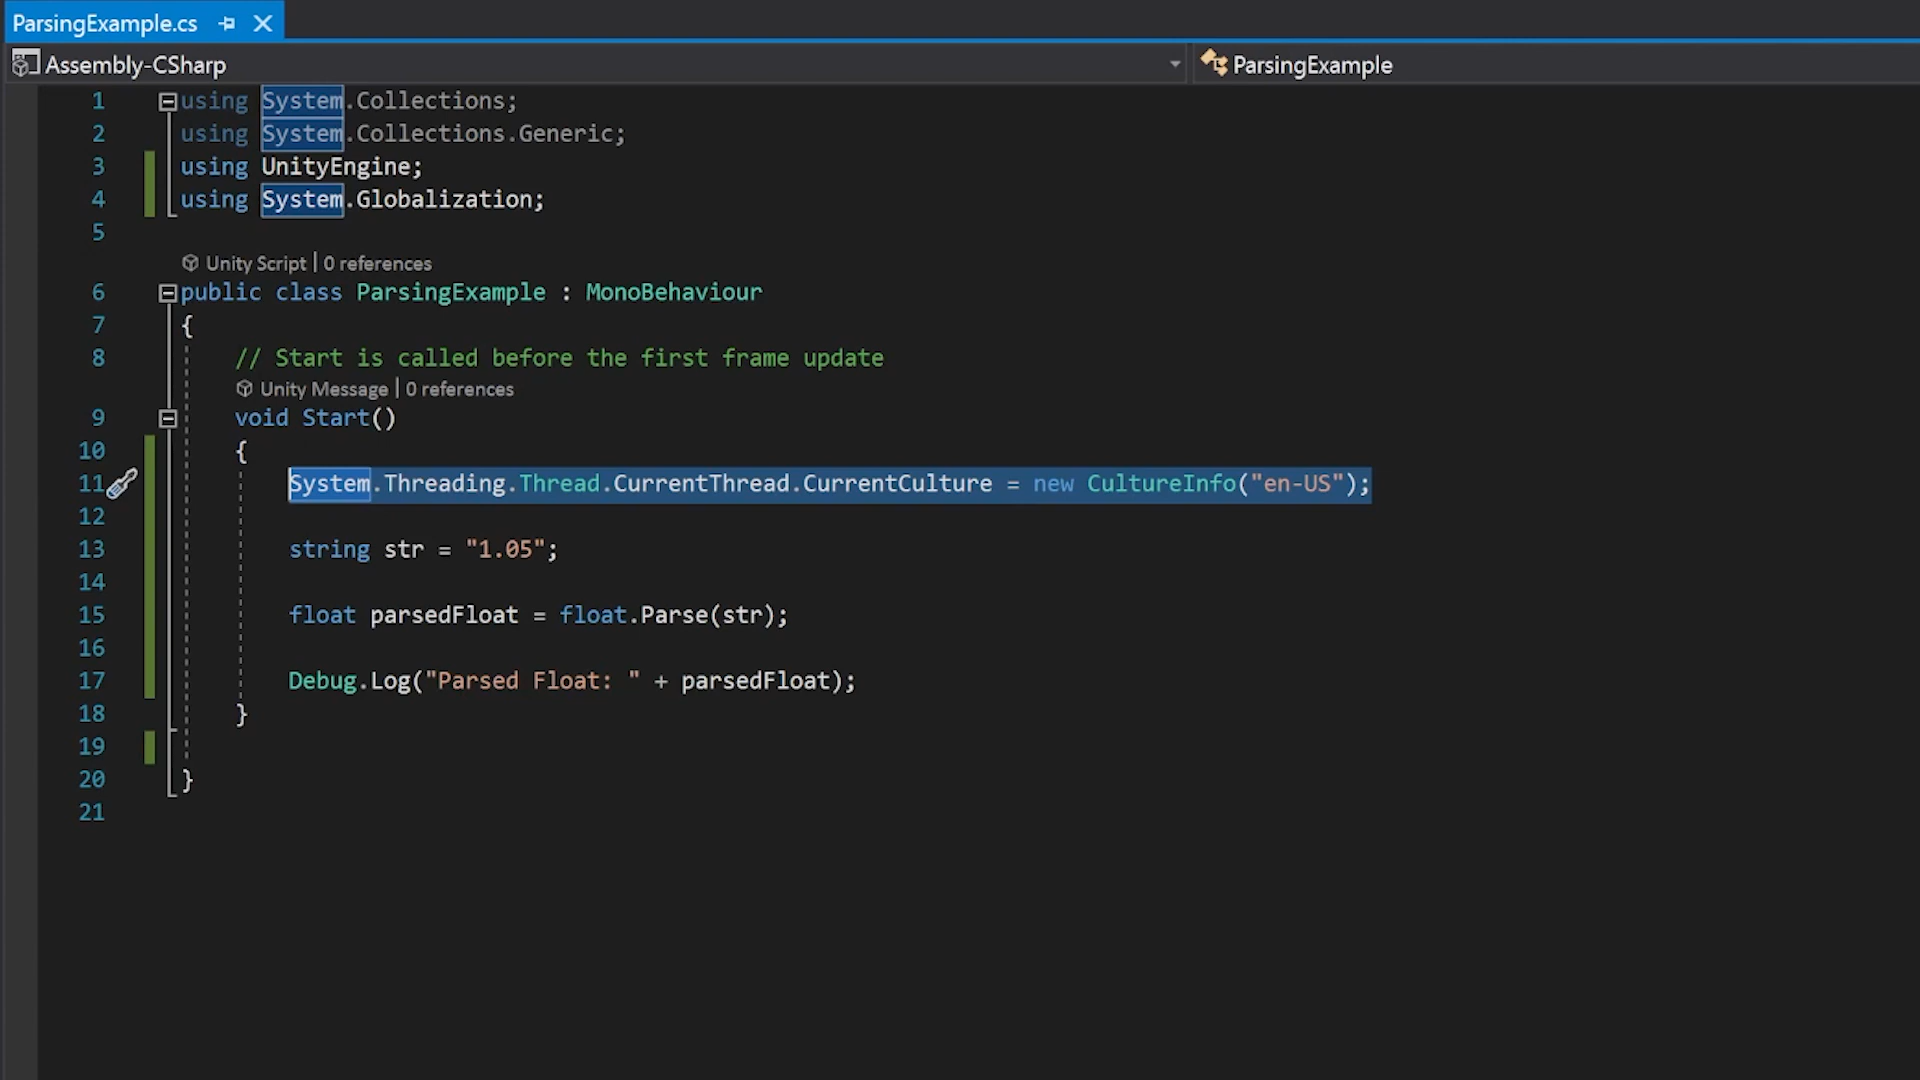 ParsingExample.cs
Assembly-CSharp ParsingExample
1 using System.Collections;
2 using System.Collections.Generic;
3 using UnityEngine;
4 using System.Globalization;
5
Unity Script | 0 references
6 public class ParsingExample : MonoBehaviour
7 {
8 // Start is called before the first frame update
Unity Message | 0 references
9 void Start()
10 {
11 System.Threading.Thread.CurrentThread.CurrentCulture = new CultureInfo("en-US");
12
13 string str = "1.05";
14
15 float parsedFloat = float.Parse(str);
16
17 Debug.Log("Parsed Float: " + parsedFloat);
18 }
19
20 }
21